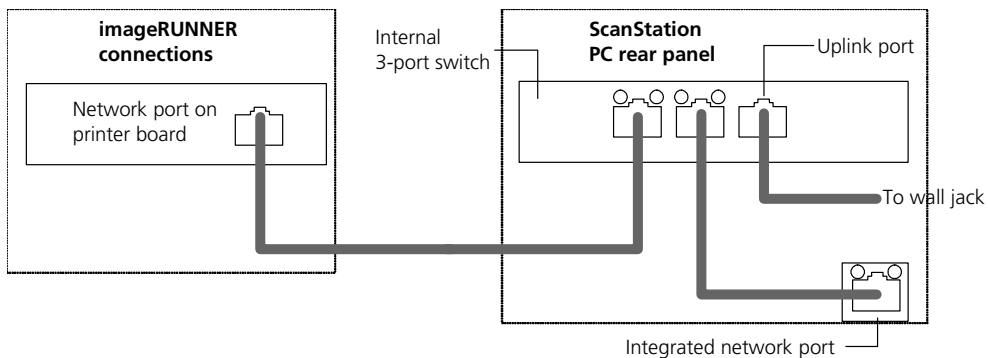 imageRUNNER
connections
Network port on
printer board
Internal
3-port switch
ScanStation
PC rear panel
Uplink port
To wall jack
Integrated network port